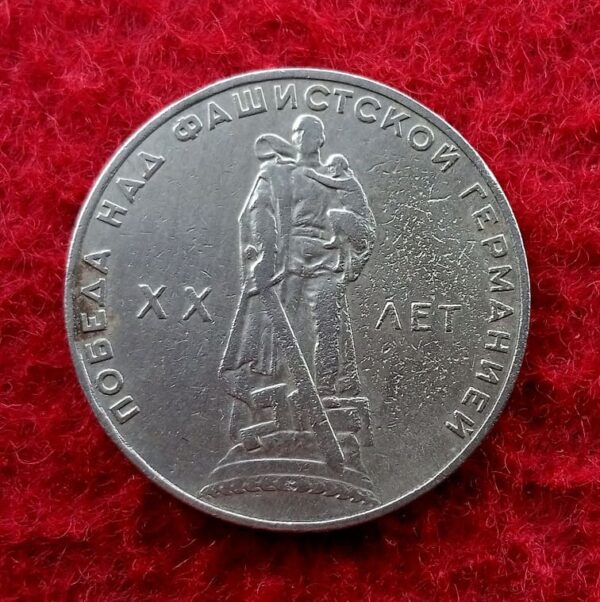 ПОБЕДА НАД ФАШИСТСКОЙ ГЕРМАНИЕЙ
XX ЛЕТ